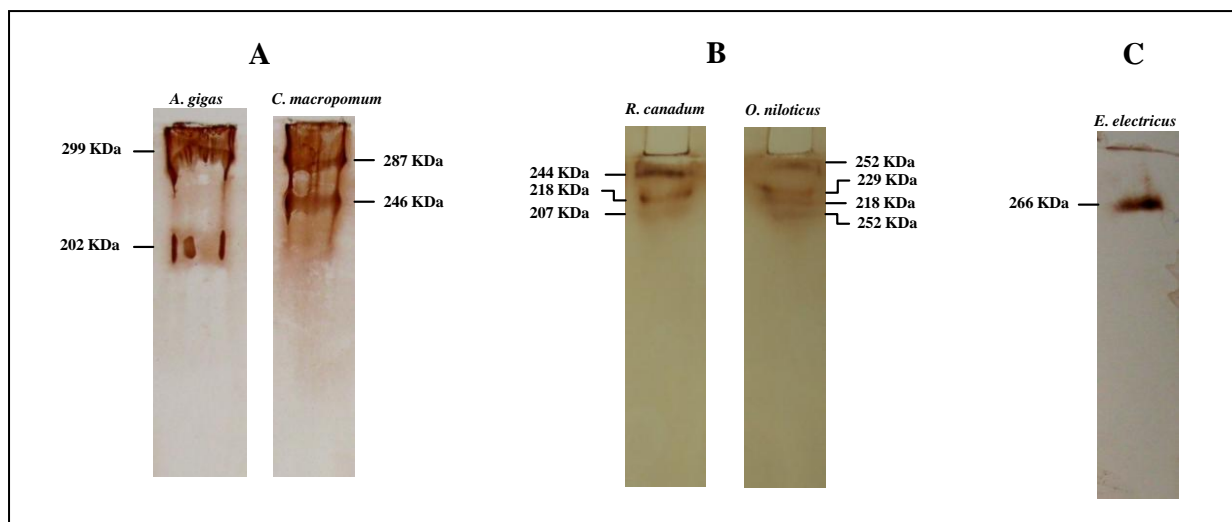 A
B
C
A. gigas
C. macropomum
R. canadum
O. niloticus
E. electricus
299 KDa
202 KDa
287 KDa
246 KDa
244 KDa
218 KDa
207 KDa
252 KDa
229 KDa
218 KDa
252 KDa
266 KDa